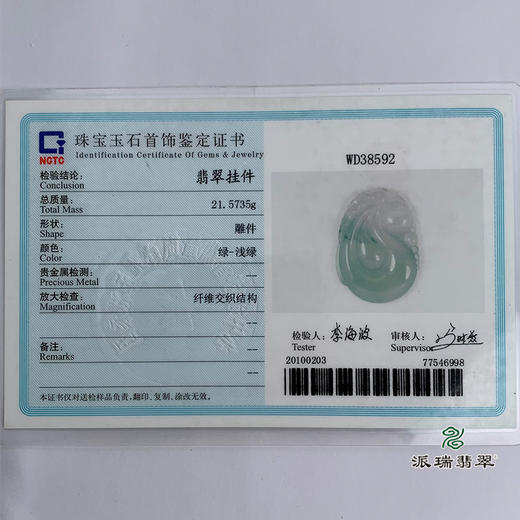 NGTC
珠宝玉石首饰鉴定证书
Identification Certificate Of Gems & Jewelry
检验结论:
Conclusion
翡翠挂件
总质量:
Total Mass
21.5735g
形状:
Shape
雕件
颜色:
Color
绿-浅绿
贵金属检测:
Precious Metal
—
放大检查:
Magnification
纤维交织结构
—
备注:
Remarks
—
—
本证书仅对送检样品负责,翻印、复制、涂改无效。
WD38592
检验人: 李海波
Tester
审核人:
Supervisor
20100203
77546998
派瑞翡翠